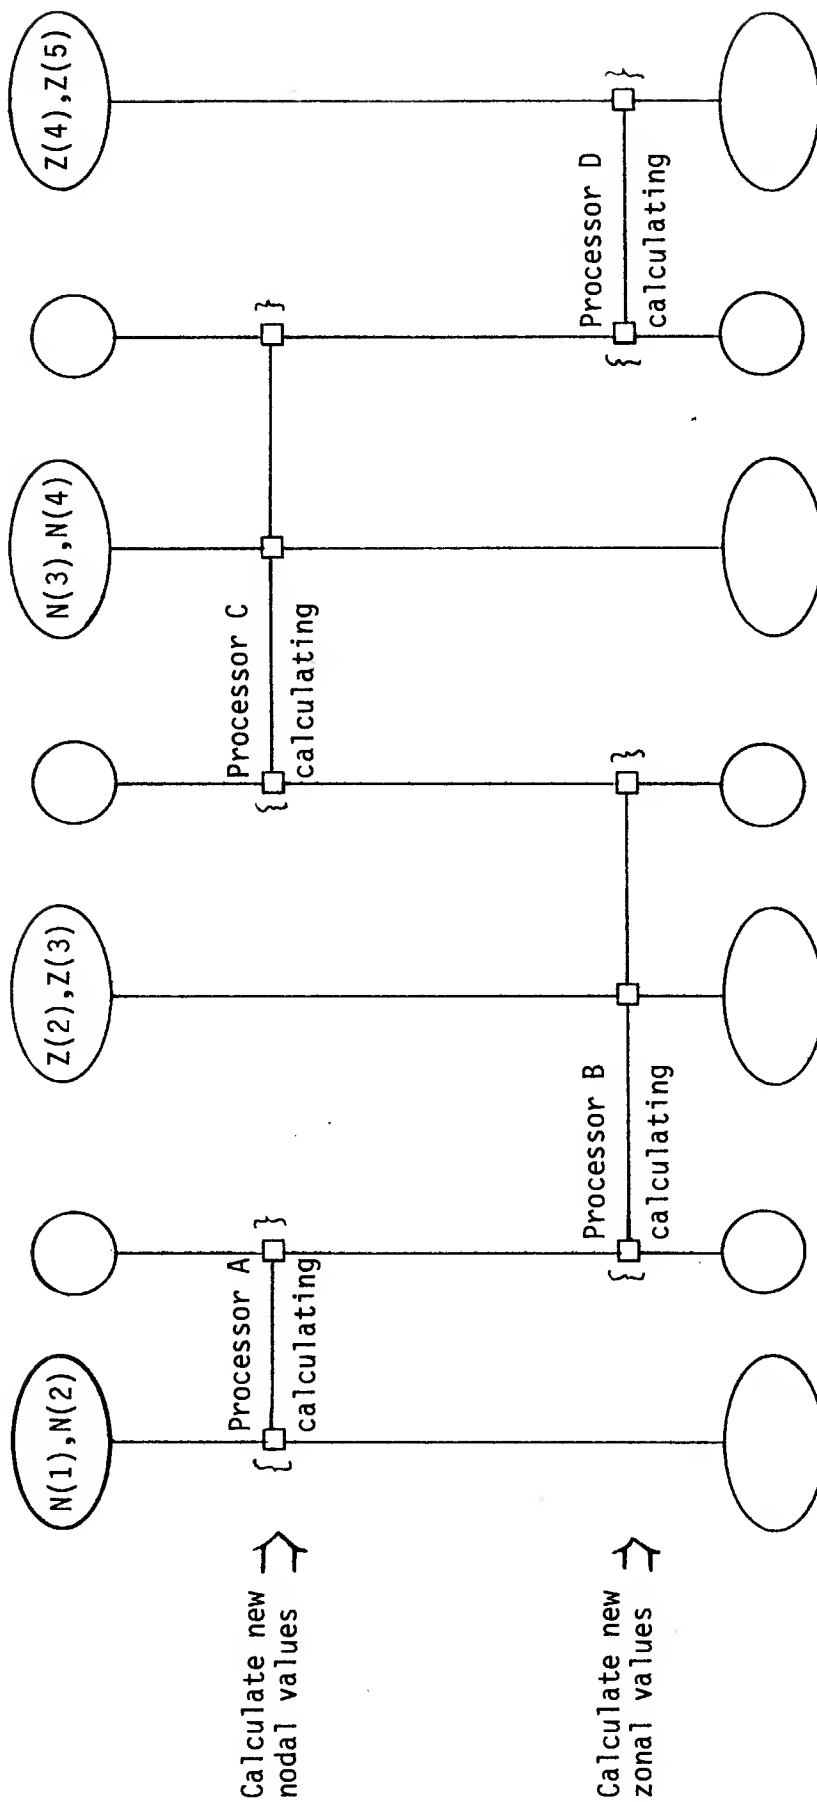 N(1),N(2)
Z(2),Z(3)
N(3),N(4)
Z(4),Z(5)
Calculate new
nodal values
{
Processor A
calculating
}
{
Processor C
calculating
}
Calculate new
zonal values
{
Processor B
calculating
}
{
Processor D
calculating
}